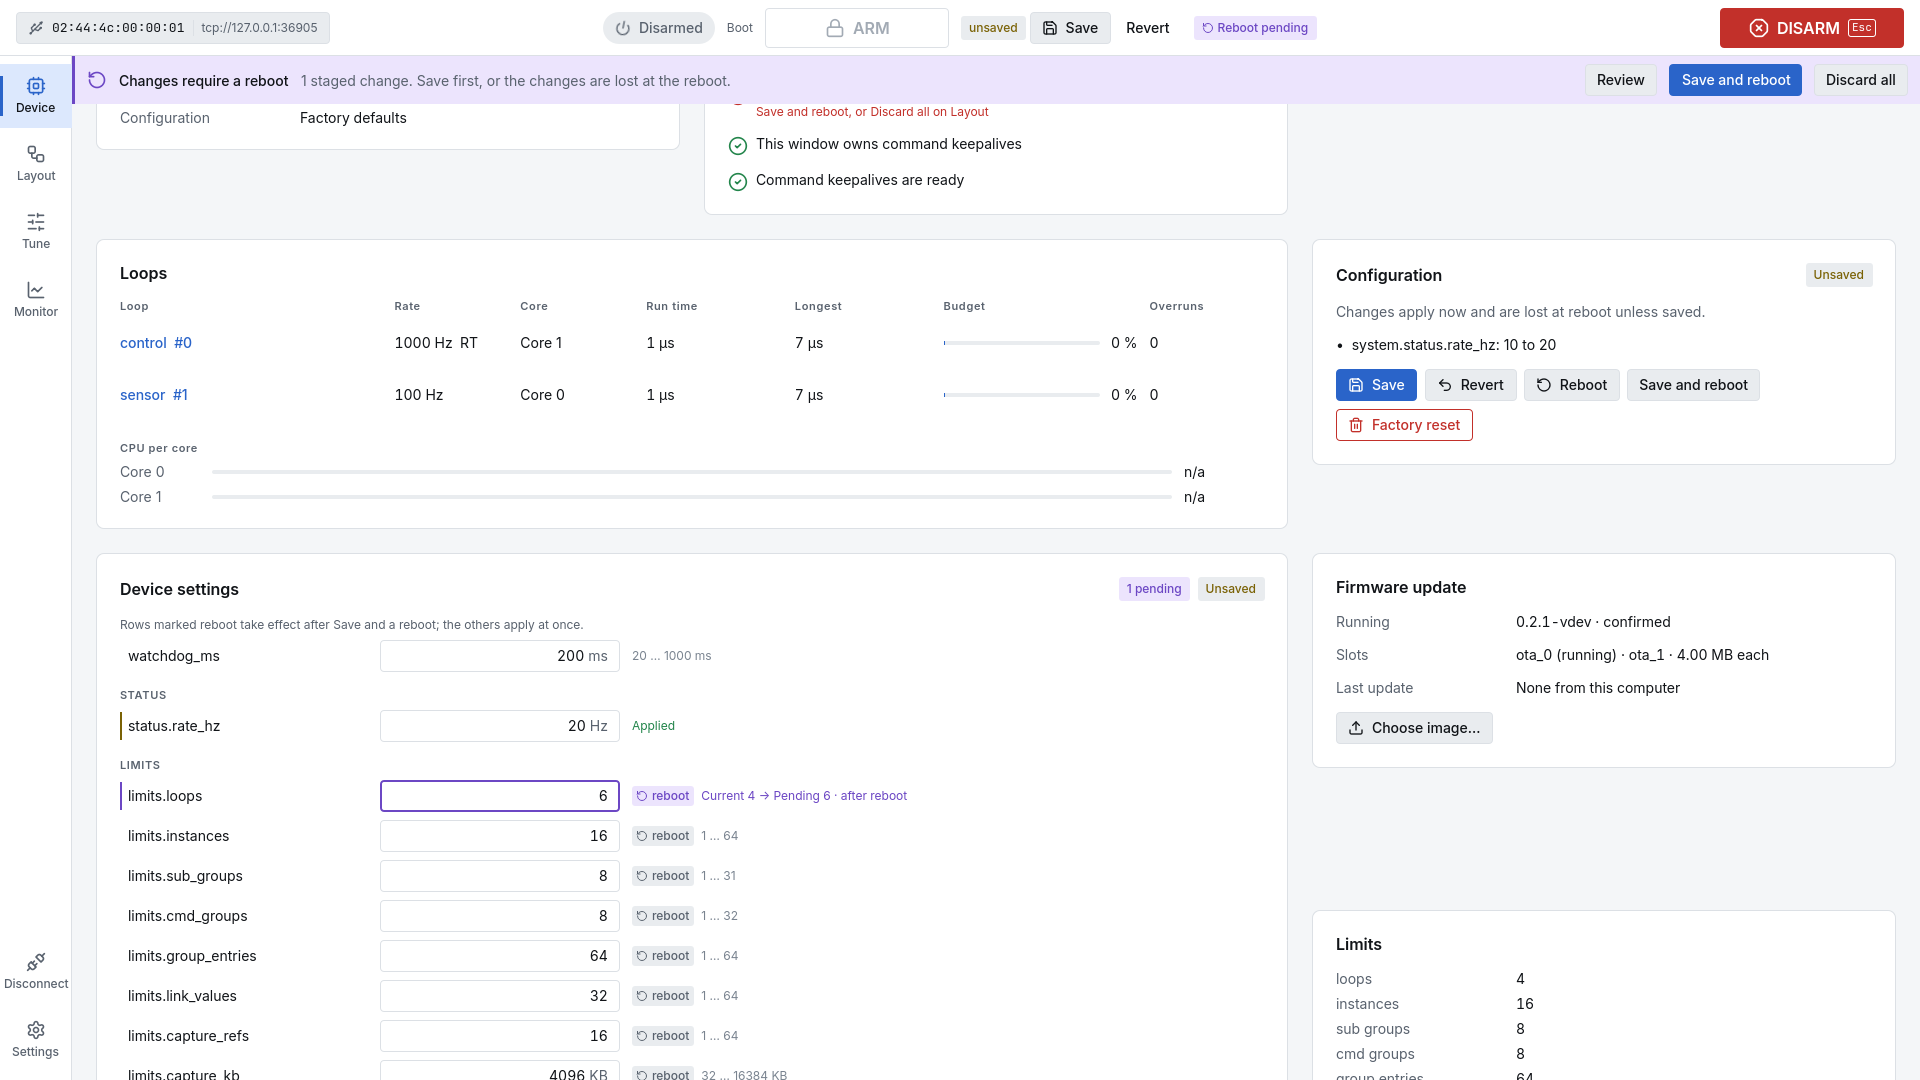 02:44:4c:00:00:01 tcp://127.0.0.1:36905
Disarmed Boot ARM unsaved Save Revert Reboot pending
DISARM Esc
Changes require a reboot 1 staged change. Save first, or the changes are lost at the reboot.
Review Save and reboot Discard all
Device
Layout
Tune
Monitor
Disconnect
Settings
Configuration Factory defaults
Save and reboot, or Discard all on Layout
This window owns command keepalives
Command keepalives are ready
Loops
Loop Rate Core Run time Longest Budget Overruns
control #0 1000 Hz RT Core 1 1 µs 7 µs 0 % 0
sensor #1 100 Hz Core 0 1 µs 7 µs 0 % 0
CPU per core
Core 0 n/a
Core 1 n/a
Configuration Unsaved
Changes apply now and are lost at reboot unless saved.
• system.status.rate_hz: 10 to 20
Save Revert Reboot Save and reboot
Factory reset
Device settings 1 pending Unsaved
Rows marked reboot take effect after Save and a reboot; the others apply at once.
watchdog_ms 200 ms 20 … 1000 ms
STATUS
status.rate_hz 20 Hz Applied
LIMITS
limits.loops 6 reboot Current 4 → Pending 6 · after reboot
limits.instances 16 reboot 1 … 64
limits.sub_groups 8 reboot 1 … 31
limits.cmd_groups 8 reboot 1 … 32
limits.group_entries 64 reboot 1 … 64
limits.link_values 32 reboot 1 … 64
limits.capture_refs 16 reboot 1 … 64
limits.capture_kb 4096 KB reboot 32 … 16384 KB
Firmware update
Running 0.2.1-vdev · confirmed
Slots ota_0 (running) · ota_1 · 4.00 MB each
Last update None from this computer
Choose image…
Limits
loops 4
instances 16
sub groups 8
cmd groups 8
group entries 64